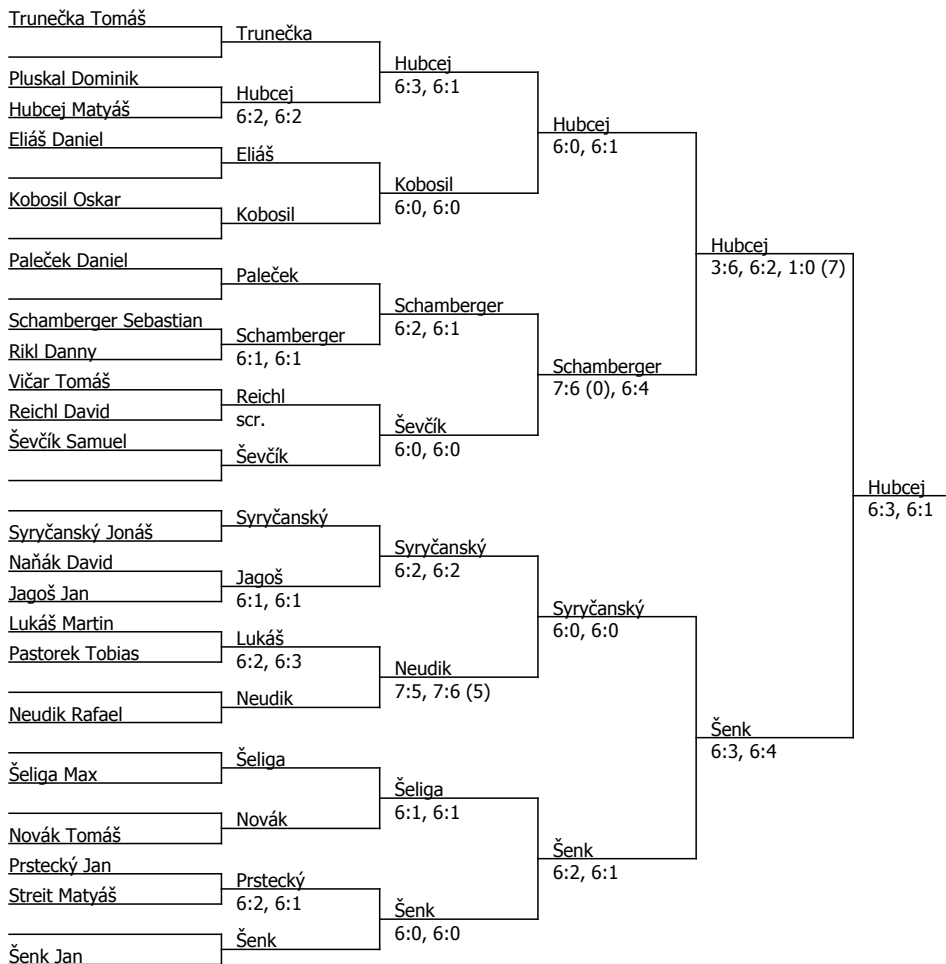 Trunečka Tomáš
Trunečka
Hubcej
6:3, 6:1
Pluskal Dominik
Hubcej
6:2, 6:2
Hubcej Matyáš
Hubcej
6:0, 6:1
Eliáš Daniel
Eliáš
Kobosil
6:0, 6:0
Kobosil Oskar
Kobosil
Hubcej
3:6, 6:2, 1:0 (7)
Paleček Daniel
Paleček
Schamberger
6:2, 6:1
Schamberger Sebastian
Schamberger
6:1, 6:1
Rikl Danny
Schamberger
7:6 (0), 6:4
Vičar Tomáš
Reichl
scr.
Reichl David
Ševčík
6:0, 6:0
Ševčík Samuel
Ševčík
Hubcej
6:3, 6:1
Syryčanský
Syryčanský Jonáš
Syryčanský
6:2, 6:2
Naňák David
Jagoš
6:1, 6:1
Jagoš Jan
Syryčanský
6:0, 6:0
Lukáš Martin
Lukáš
6:2, 6:3
Pastorek Tobias
Neudik
7:5, 7:6 (5)
Neudik
Neudik Rafael
Šenk
6:3, 6:4
Šeliga
Šeliga Max
Šeliga
6:1, 6:1
Novák
Novák Tomáš
Šenk
6:2, 6:1
Prstecký Jan
Prstecký
6:2, 6:1
Streit Matyáš
Šenk
6:0, 6:0
Šenk
Šenk Jan